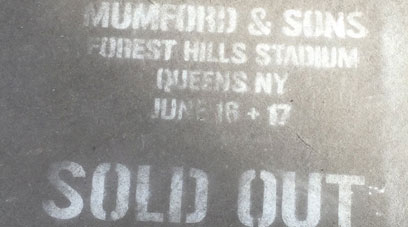 MUMFORD & SONS
FOREST HILLS STADIUM
QUEENS, NY
JUNE 16 + 17
SOLD OUT